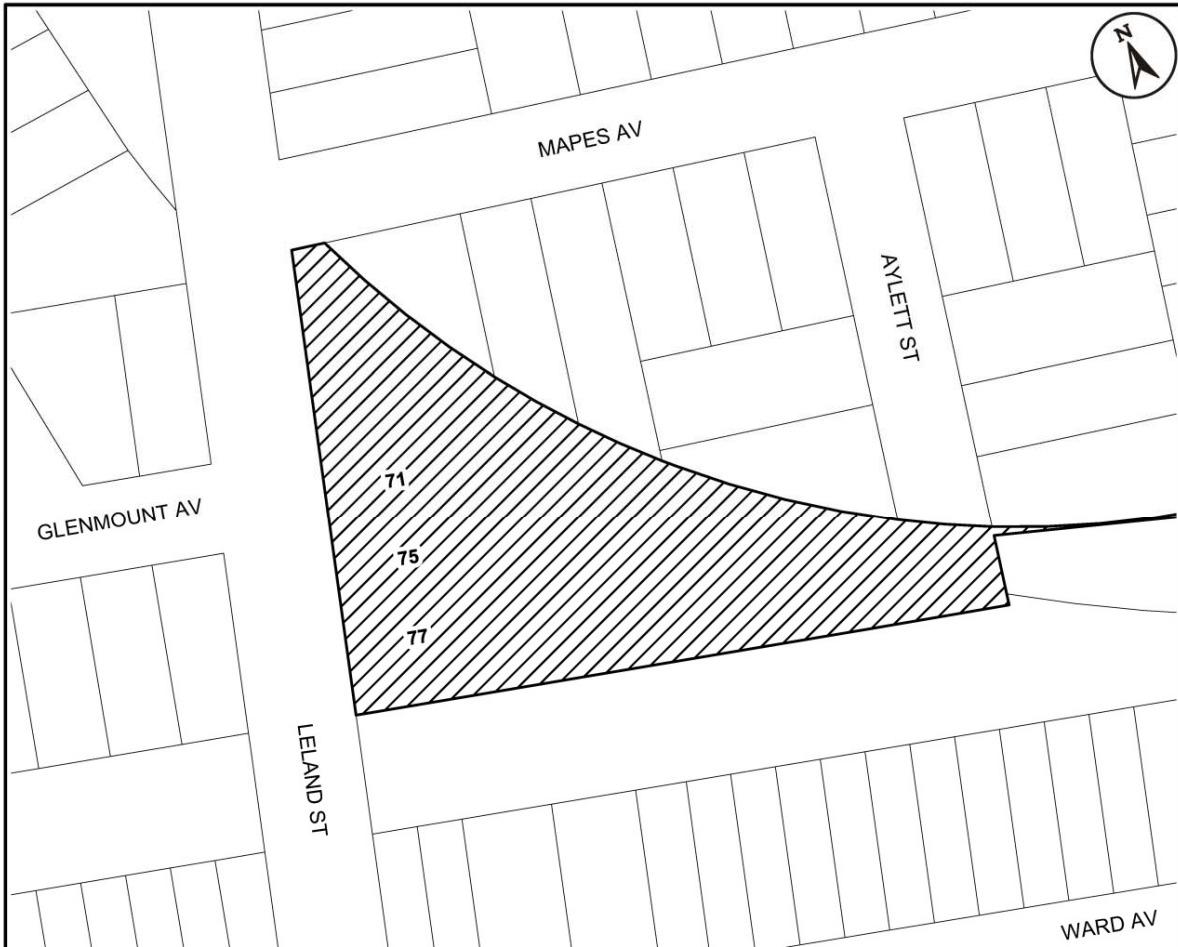 N
MAPES AV
AYLETT ST
71
GLENMOUNT AV
75
77
LELAND ST
WARD AV